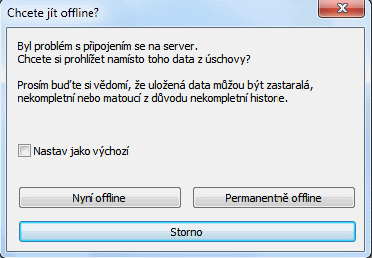 Chcete jít offline?
Byl problém s připojením se na server.
Chcete si prohlížet namísto toho data z úschovy?
Prosím buďte si vědomí, že uložená data můžou být zastaralá,
nekompletní nebo matoucí z důvodu nekompletní histore.
Nastav jako výchozí
Nyní offline
Permanentně offline
Storno